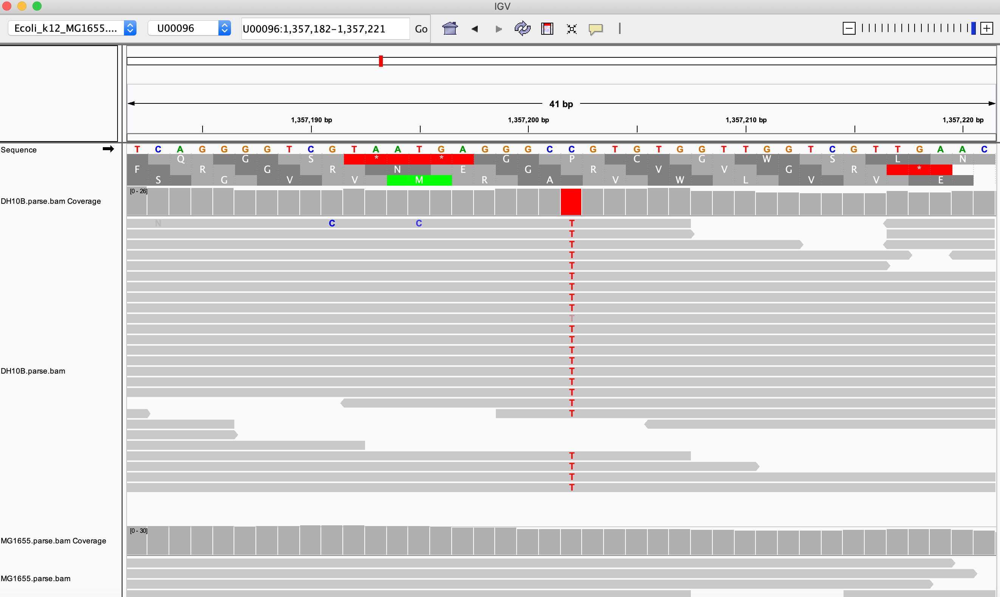 IGV
Ecoli_k12_MG1655.... U00096 U00096:1,357,182-1,357,221 Go
41 bp
1,357,190 bp 1,357,200 bp 1,357,210 bp 1,357,220 bp
Sequence T C A G G G G T C G T A A T G A G G G C C G T G T G G T T G G T C G T T G A A C
Q G S * * G P C G W S L N
F R G R N E G R V V G R *
S G V V M R A V W L V V E
[0 - 26]
DH10B.parse.bam Coverage
N C C T
T
T
T
T
T
T
T
T
T
T
T
T
T
DH10B.parse.bam T
T
T
T
T
T
T
T
T
[0 - 30]
MG1655.parse.bam Coverage
MG1655.parse.bam